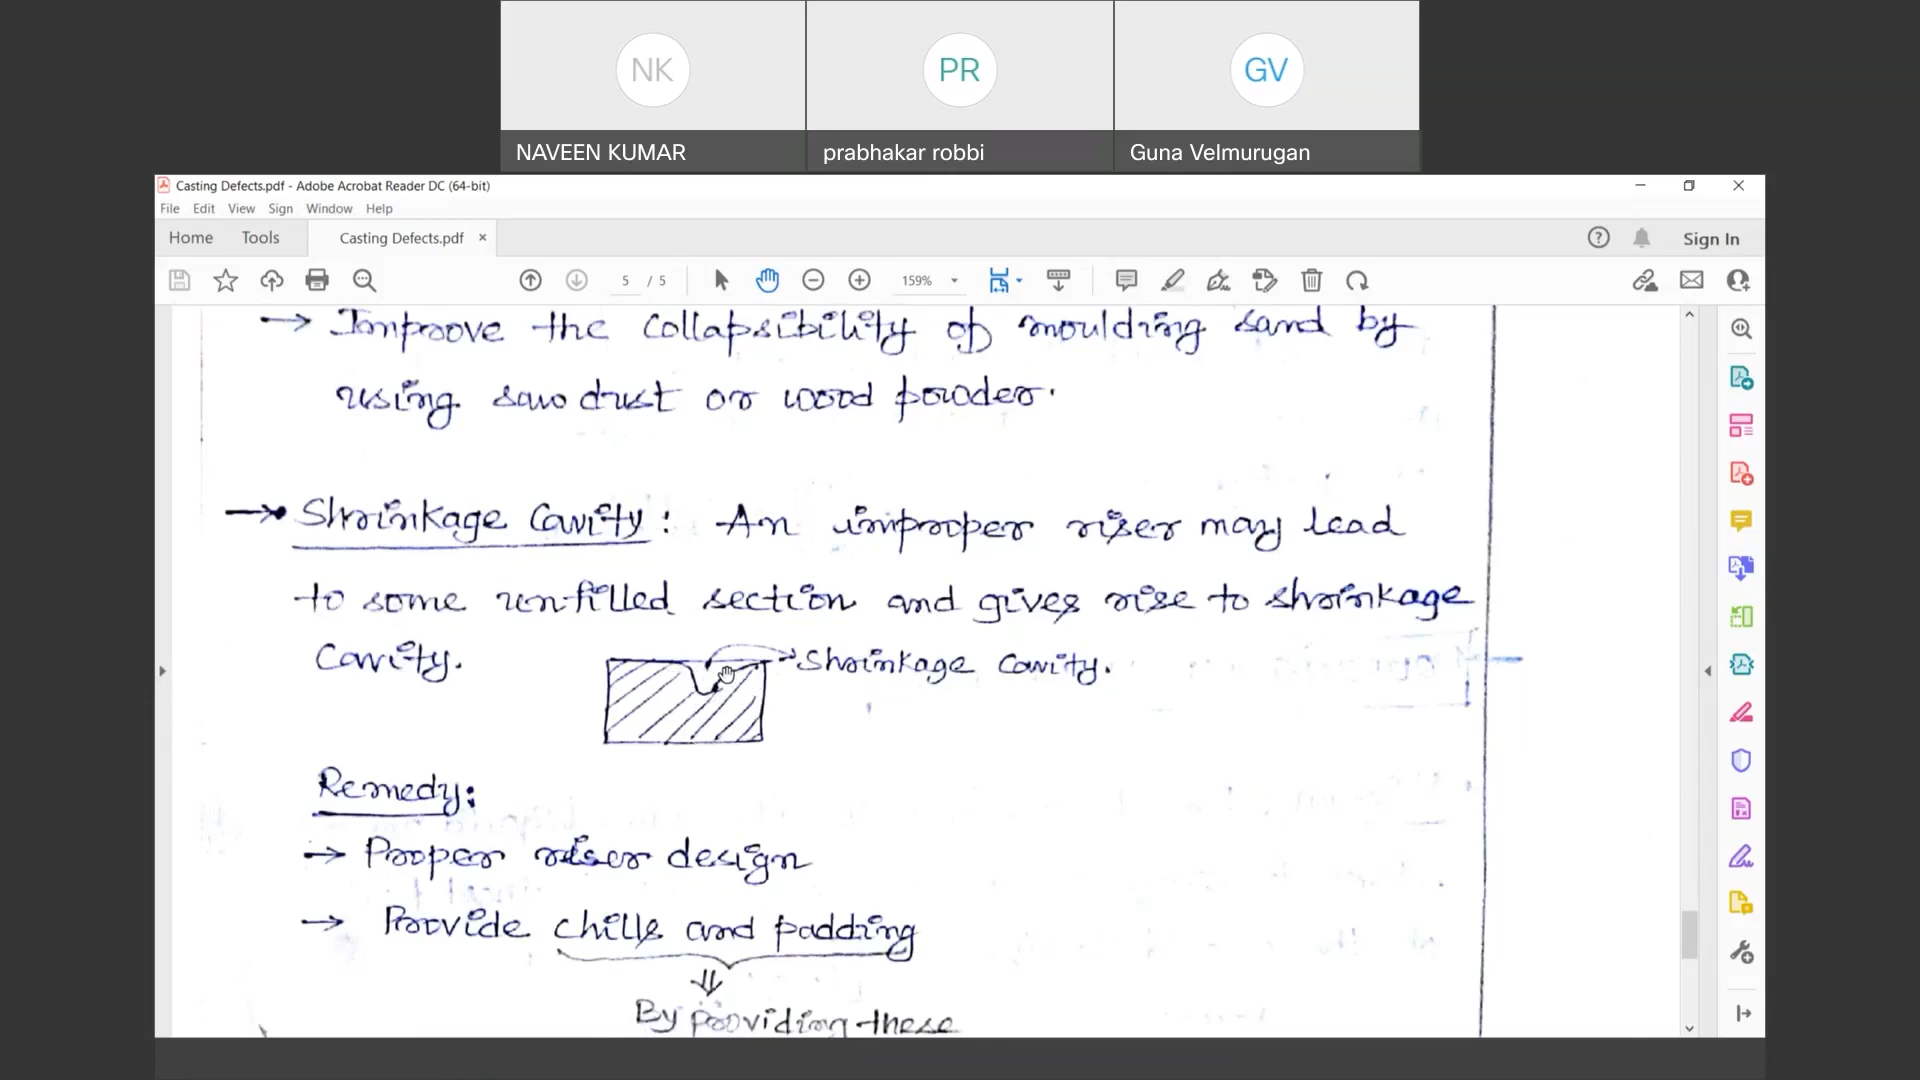 NK
PR
GV
NAVEEN KUMAR
prabhakar robbi
Guna Velmurugan
Casting Defects.pdf - Adobe Acrobat Reader DC (64-bit)
File Edit View Sign Window Help
Home Tools Casting Defects.pdf × Sign In
5 / 5 159%
→ Improove the collapsibility of moulding sand by
using saw dust or wood powder.
→ Shrinkage Cavity: An improper riser may lead
to some unfilled section and gives rise to shrinkage
Cavity.
→ Shrinkage Cavity.
Remedy:
→ Proper riser design
→ Provide chills and padding
⇓
By providing these